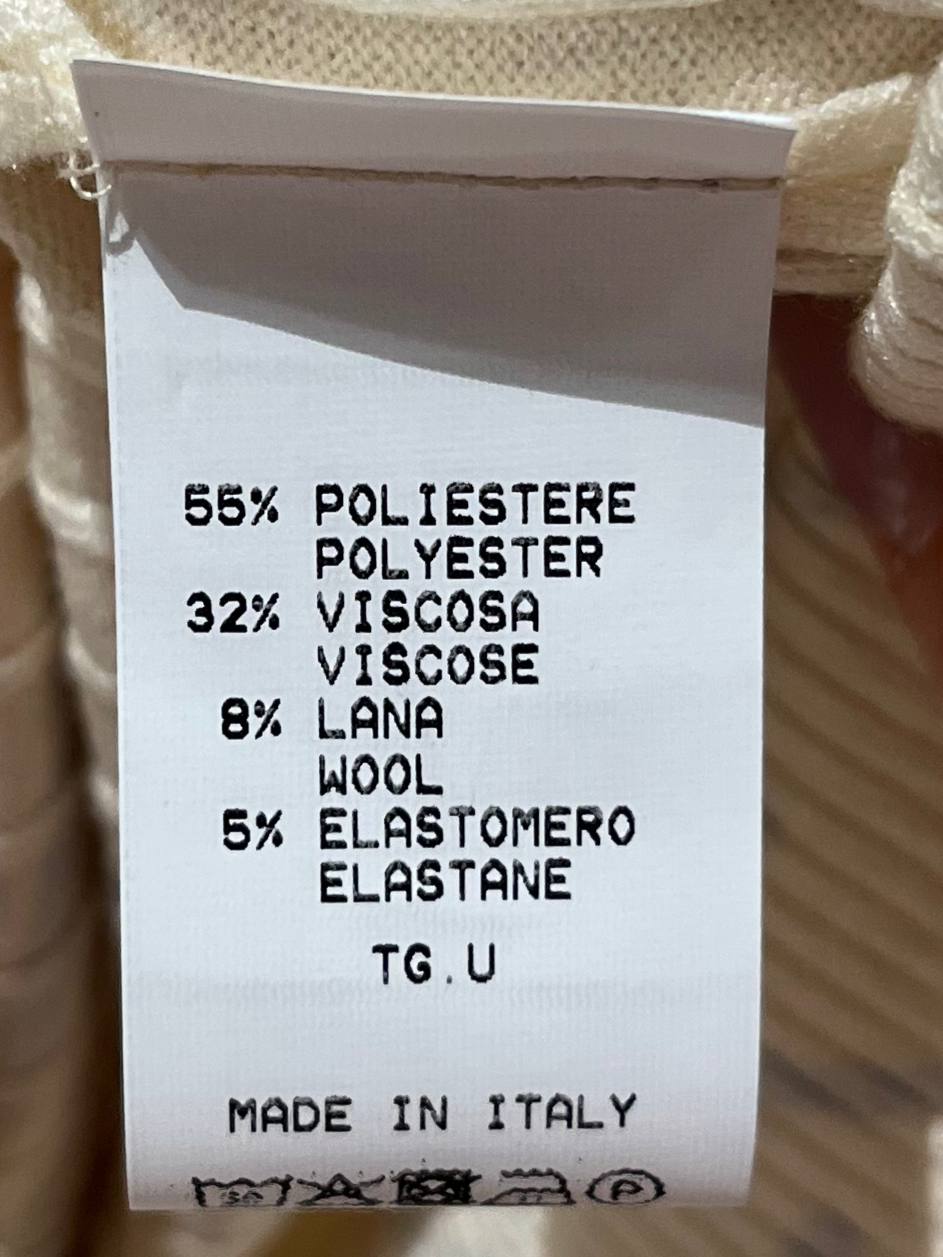 55% POLIESTERE
POLYESTER
32% VISCOSA
VISCOSE
8% LANA
WOOL
5% ELASTOMERO
ELASTANE
TG.U
MADE IN ITALY
P